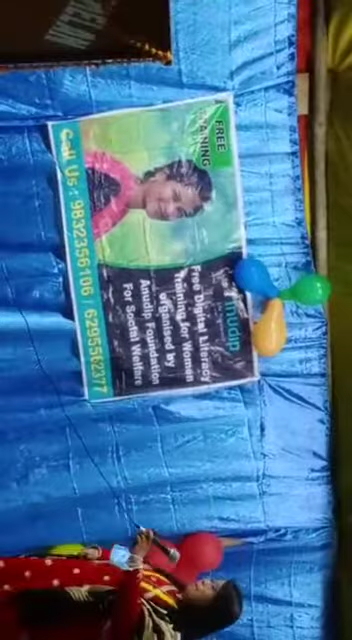 FREE
TRAINING
Anudip
Free Digital Literacy
Training for Women
organised by
Anudip Foundation
For Social Welfare
Call Us : 9832356106 / 6295562377